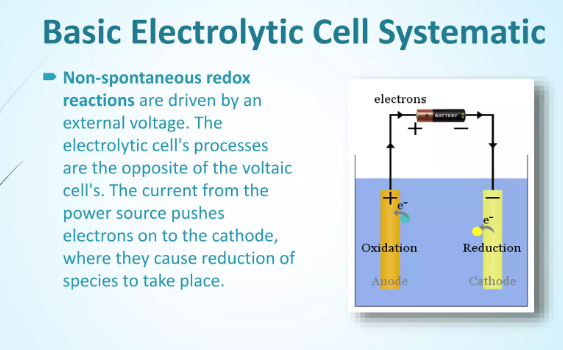 Basic Electrolytic Cell Systematic
Non-spontaneous redox
reactions are driven by an
external voltage. The
electrolytic cell's processes
are the opposite of the voltaic
cell's. The current from the
power source pushes
electrons on to the cathode,
where they cause reduction of
species to take place.
electrons
BATTERY
+ −
+ −
e⁻ e⁻
Oxidation Reduction
Anode Cathode